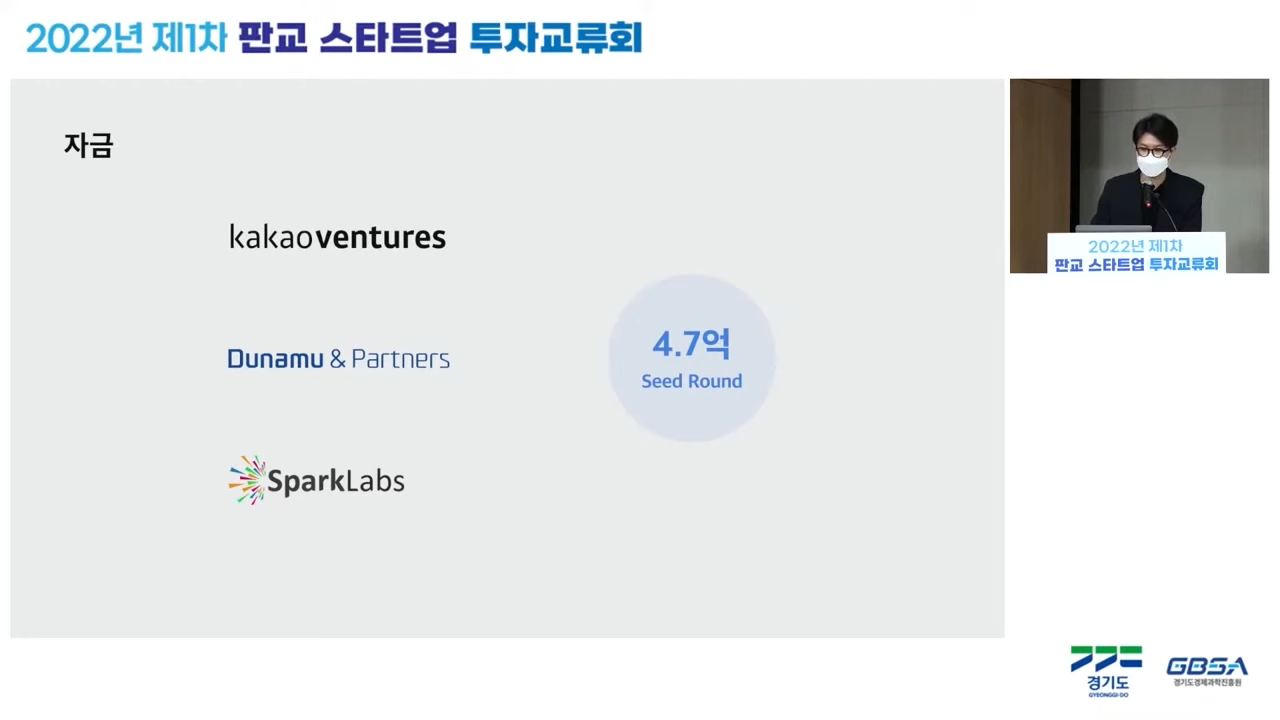 2022년 제1차 판교 스타트업 투자교류회
자금
kakaoventures
Dunamu & Partners
SparkLabs
4.7억
Seed Round
2022년 제1차
판교 스타트업 투자교류회
경기도
GYEONGGI-DO
GBSA
경기도경제과학진흥원